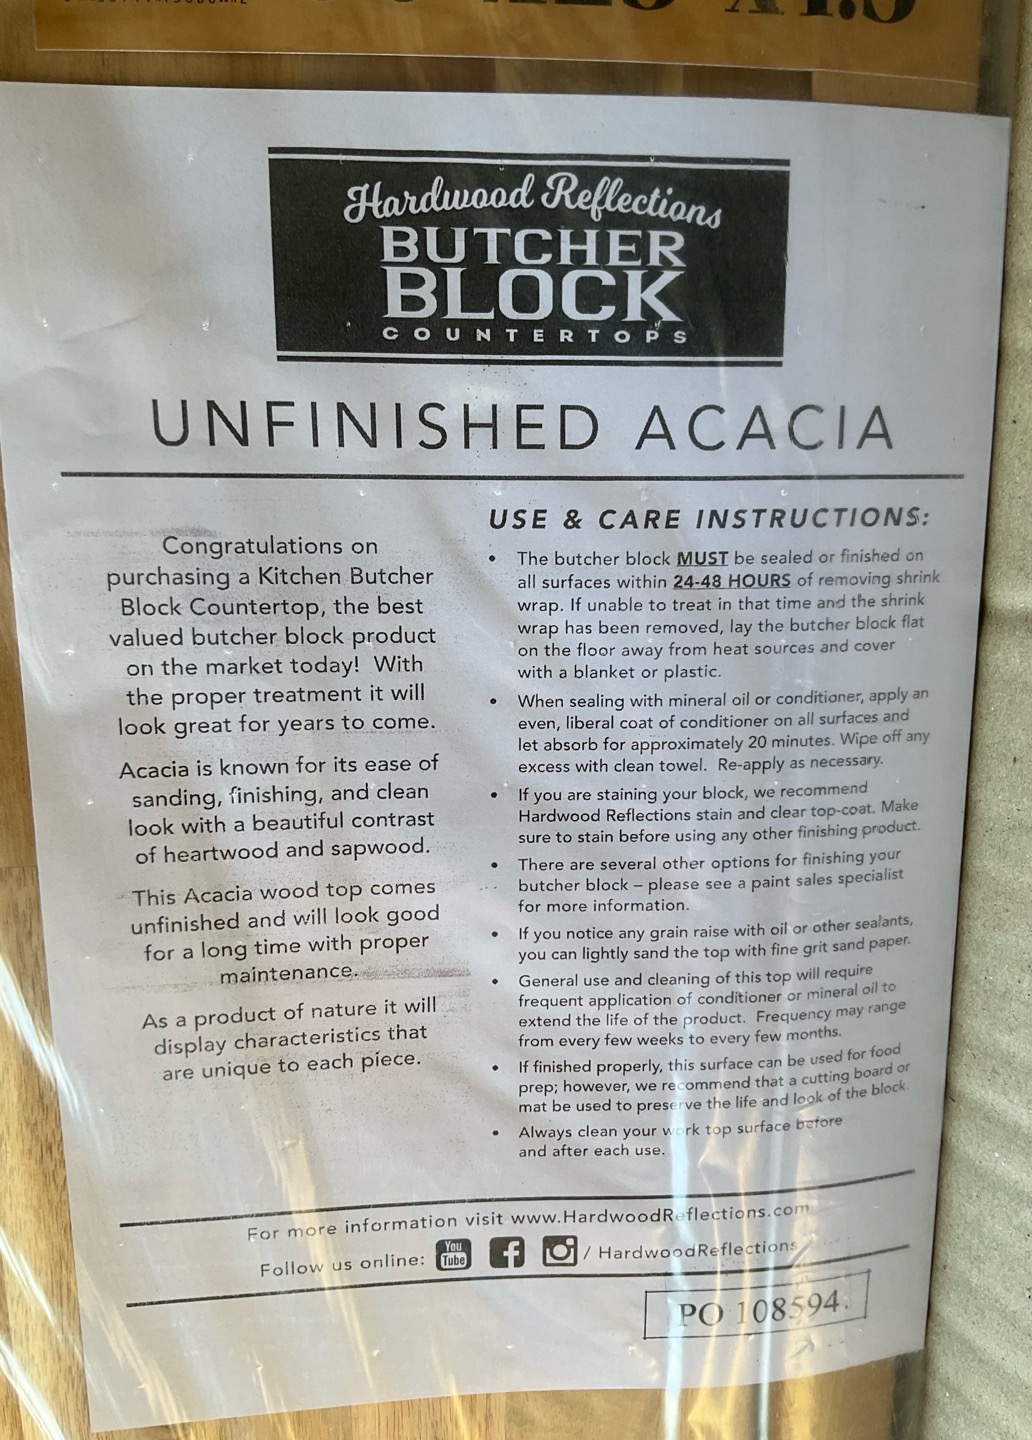 Hardwood Reflections
BUTCHER
BLOCK
COUNTERTOPS
UNFINISHED ACACIA
Congratulations on
purchasing a Kitchen Butcher
Block Countertop, the best
valued butcher block product
on the market today! With
the proper treatment it will
look great for years to come.
Acacia is known for its ease of
sanding, finishing, and clean
look with a beautiful contrast
of heartwood and sapwood.
This Acacia wood top comes
unfinished and will look good
for a long time with proper
maintenance.
As a product of nature it will
display characteristics that
are unique to each piece.
USE & CARE INSTRUCTIONS:
• The butcher block MUST be sealed or finished on
all surfaces within 24-48 HOURS of removing shrink
wrap. If unable to treat in that time and the shrink
wrap has been removed, lay the butcher block flat
on the floor away from heat sources and cover
with a blanket or plastic.
• When sealing with mineral oil or conditioner, apply an
even, liberal coat of conditioner on all surfaces and
let absorb for approximately 20 minutes. Wipe off any
excess with clean towel. Re-apply as necessary.
• If you are staining your block, we recommend
Hardwood Reflections stain and clear top-coat. Make
sure to stain before using any other finishing product.
• There are several other options for finishing your
butcher block – please see a paint sales specialist
for more information.
• If you notice any grain raise with oil or other sealants,
you can lightly sand the top with fine grit sand paper.
• General use and cleaning of this top will require
frequent application of conditioner or mineral oil to
extend the life of the product. Frequency may range
from every few weeks to every few months.
• If finished properly, this surface can be used for food
prep; however, we recommend that a cutting board or
mat be used to preserve the life and look of the block.
• Always clean your work top surface before
and after each use.
For more information visit www.HardwoodReflections.com
Follow us online: You Tube f / HardwoodReflections
PO 108594.